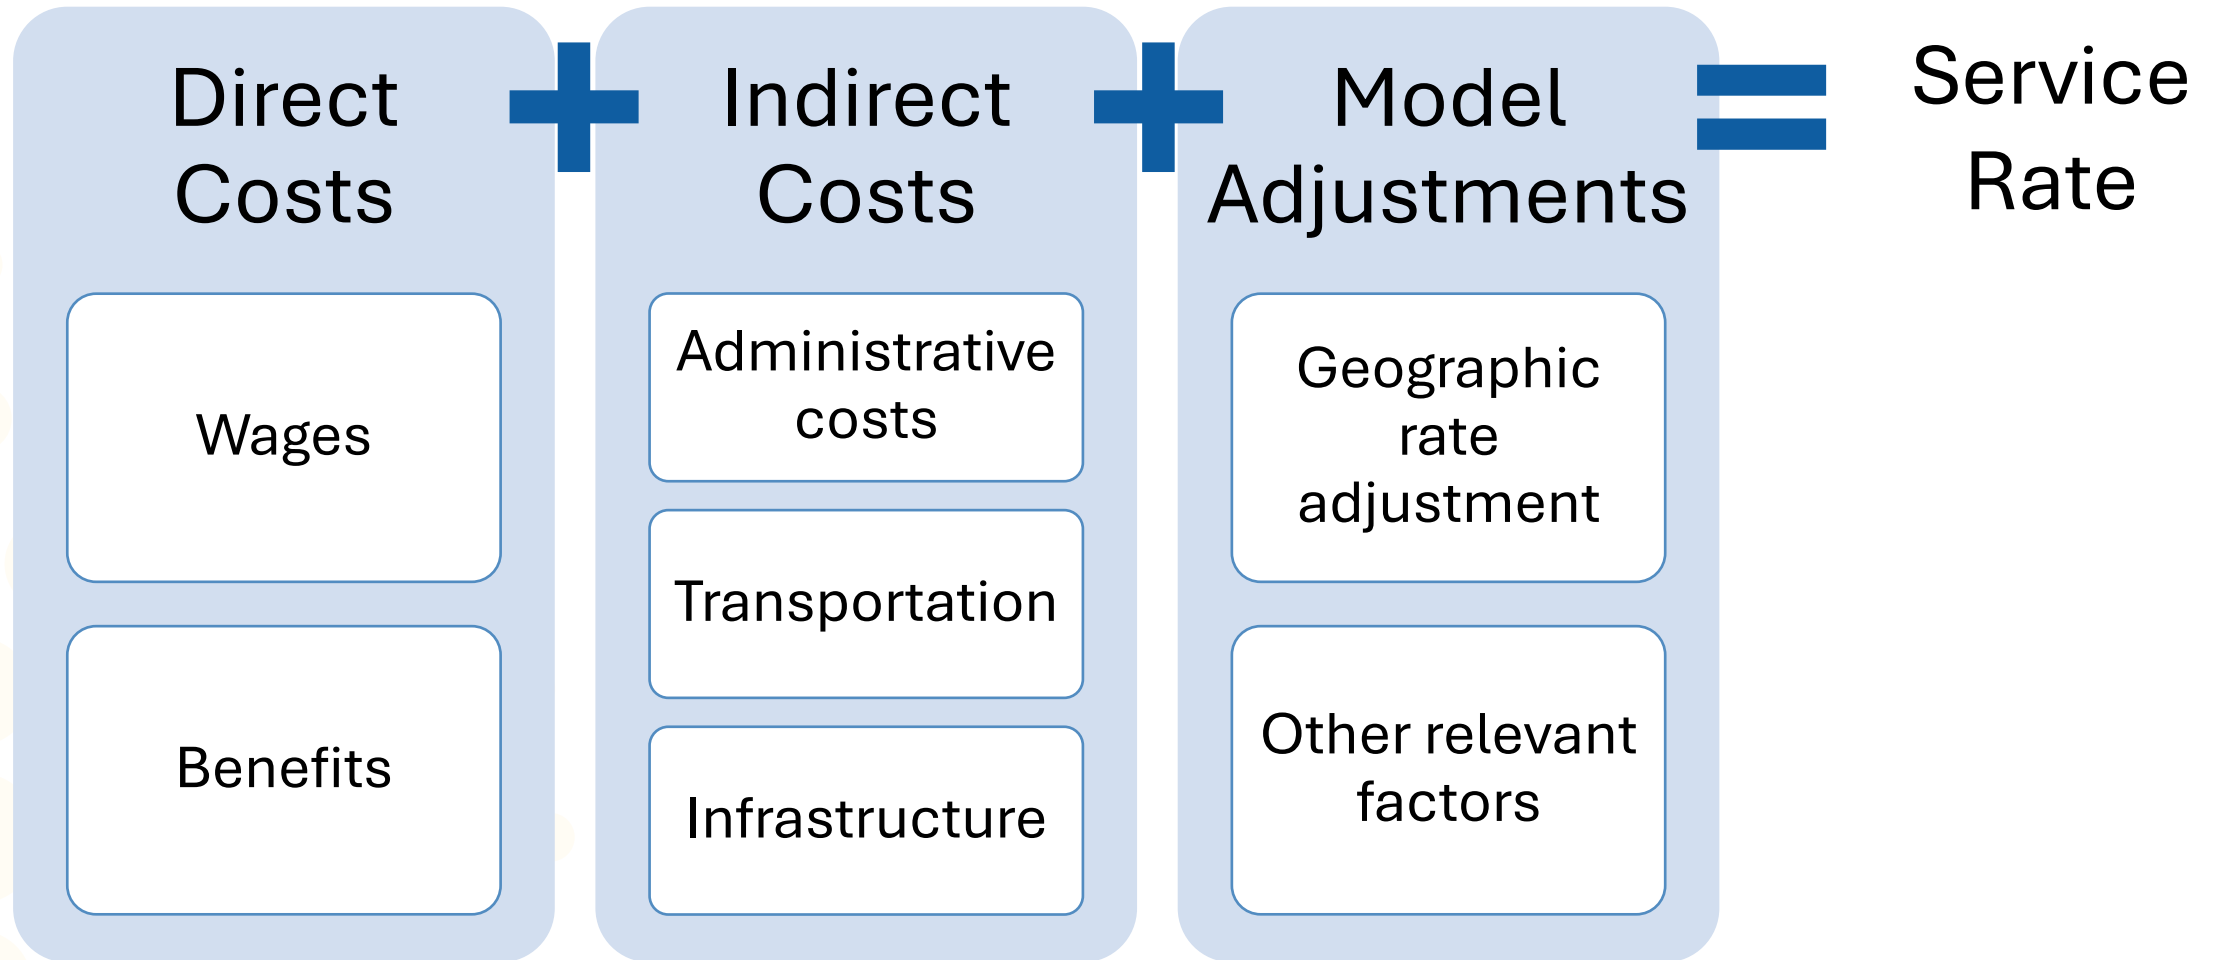 Direct
Costs
Wages
Benefits
Indirect
Costs
Administrative
costs
Transportation
Infrastructure
Model
Adjustments
Geographic
rate
adjustment
Other relevant
factors
Service
Rate